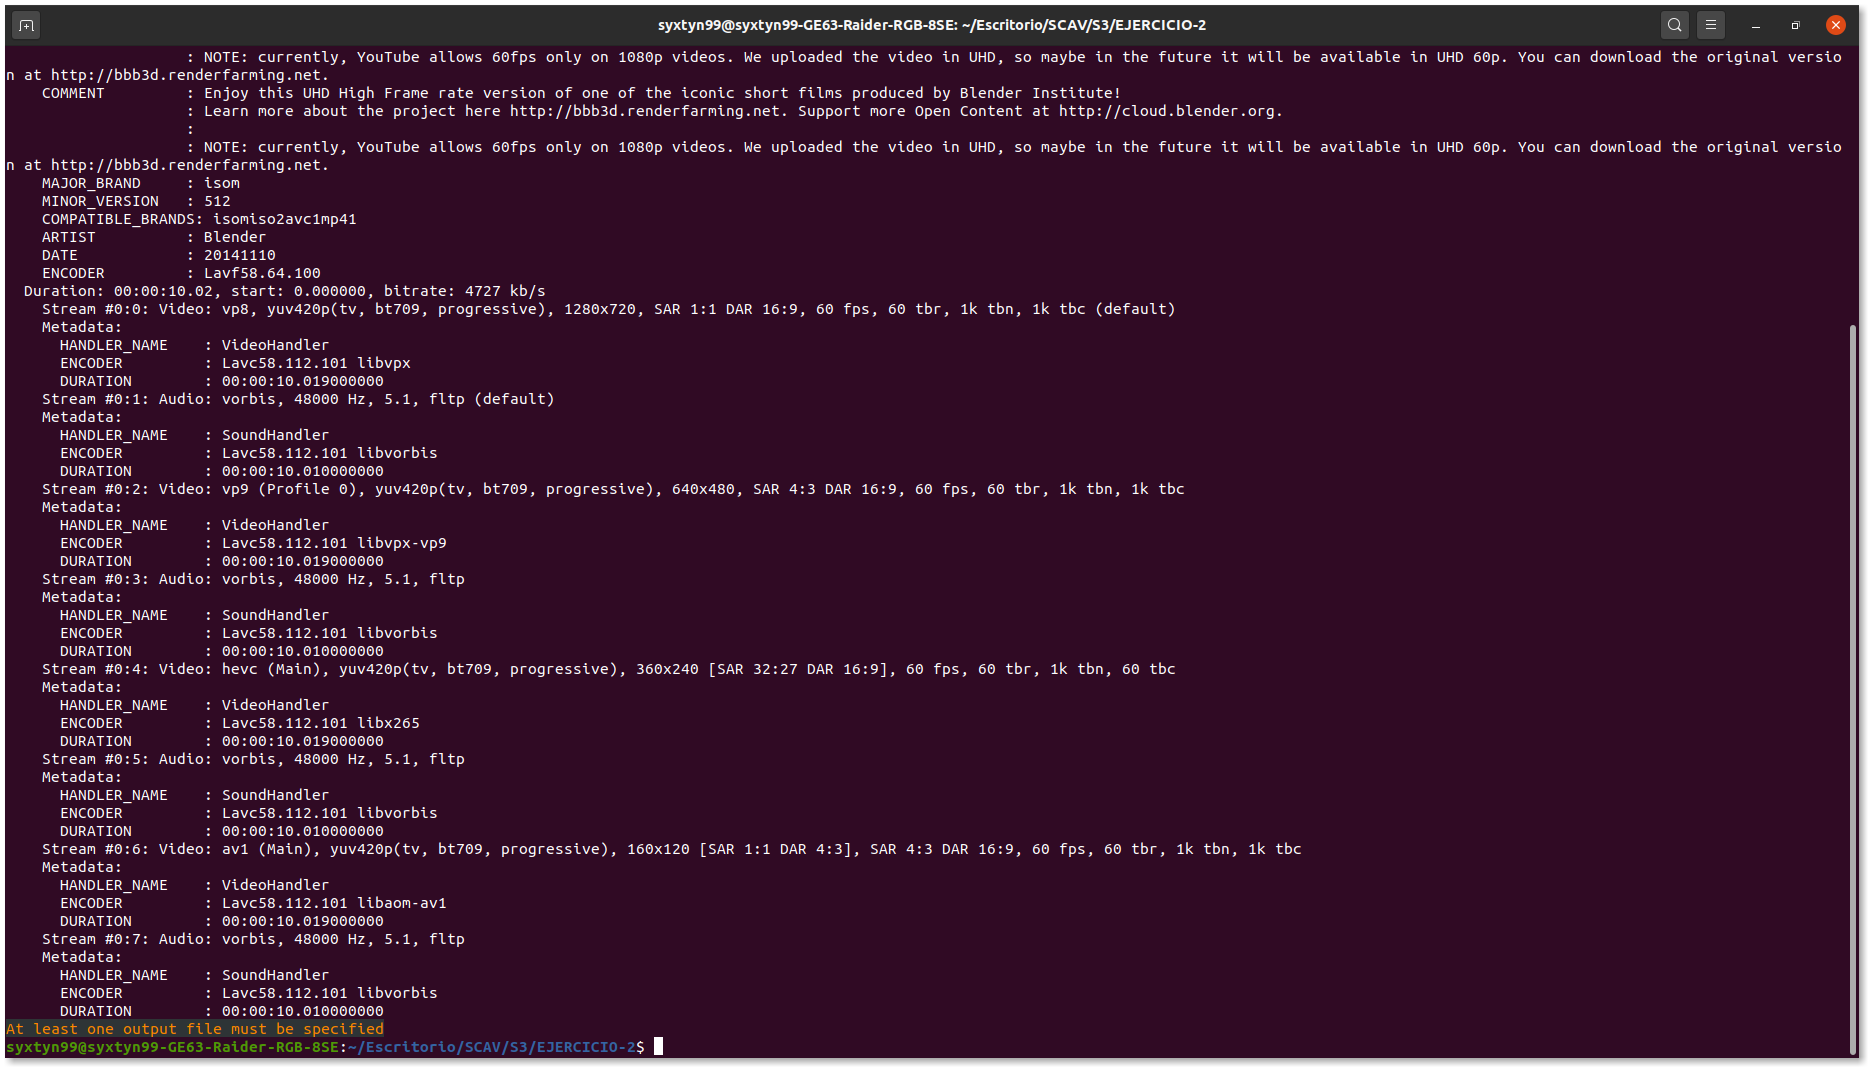 syxtyn99@syxtyn99-GE63-Raider-RGB-8SE: ~/Escritorio/SCAV/S3/EJERCICIO-2
: NOTE: currently, YouTube allows 60fps only on 1080p videos. We uploaded the video in UHD, so maybe in the future it will be available in UHD 60p. You can download the original versio
n at http://bbb3d.renderfarming.net.
COMMENT : Enjoy this UHD High Frame rate version of one of the iconic short films produced by Blender Institute!
: Learn more about the project here http://bbb3d.renderfarming.net. Support more Open Content at http://cloud.blender.org.
:
: NOTE: currently, YouTube allows 60fps only on 1080p videos. We uploaded the video in UHD, so maybe in the future it will be available in UHD 60p. You can download the original versio
n at http://bbb3d.renderfarming.net.
MAJOR_BRAND : isom
MINOR_VERSION : 512
COMPATIBLE_BRANDS: isomiso2avc1mp41
ARTIST : Blender
DATE : 20141110
ENCODER : Lavf58.64.100
Duration: 00:00:10.02, start: 0.000000, bitrate: 4727 kb/s
Stream #0:0: Video: vp8, yuv420p(tv, bt709, progressive), 1280x720, SAR 1:1 DAR 16:9, 60 fps, 60 tbr, 1k tbn, 1k tbc (default)
Metadata:
HANDLER_NAME : VideoHandler
ENCODER : Lavc58.112.101 libvpx
DURATION : 00:00:10.019000000
Stream #0:1: Audio: vorbis, 48000 Hz, 5.1, fltp (default)
Metadata:
HANDLER_NAME : SoundHandler
ENCODER : Lavc58.112.101 libvorbis
DURATION : 00:00:10.010000000
Stream #0:2: Video: vp9 (Profile 0), yuv420p(tv, bt709, progressive), 640x480, SAR 4:3 DAR 16:9, 60 fps, 60 tbr, 1k tbn, 1k tbc
Metadata:
HANDLER_NAME : VideoHandler
ENCODER : Lavc58.112.101 libvpx-vp9
DURATION : 00:00:10.019000000
Stream #0:3: Audio: vorbis, 48000 Hz, 5.1, fltp
Metadata:
HANDLER_NAME : SoundHandler
ENCODER : Lavc58.112.101 libvorbis
DURATION : 00:00:10.010000000
Stream #0:4: Video: hevc (Main), yuv420p(tv, bt709, progressive), 360x240 [SAR 32:27 DAR 16:9], 60 fps, 60 tbr, 1k tbn, 60 tbc
Metadata:
HANDLER_NAME : VideoHandler
ENCODER : Lavc58.112.101 libx265
DURATION : 00:00:10.019000000
Stream #0:5: Audio: vorbis, 48000 Hz, 5.1, fltp
Metadata:
HANDLER_NAME : SoundHandler
ENCODER : Lavc58.112.101 libvorbis
DURATION : 00:00:10.010000000
Stream #0:6: Video: av1 (Main), yuv420p(tv, bt709, progressive), 160x120 [SAR 1:1 DAR 4:3], SAR 4:3 DAR 16:9, 60 fps, 60 tbr, 1k tbn, 1k tbc
Metadata:
HANDLER_NAME : VideoHandler
ENCODER : Lavc58.112.101 libaom-av1
DURATION : 00:00:10.019000000
Stream #0:7: Audio: vorbis, 48000 Hz, 5.1, fltp
Metadata:
HANDLER_NAME : SoundHandler
ENCODER : Lavc58.112.101 libvorbis
DURATION : 00:00:10.010000000
At least one output file must be specified
syxtyn99@syxtyn99-GE63-Raider-RGB-8SE:~/Escritorio/SCAV/S3/EJERCICIO-2$